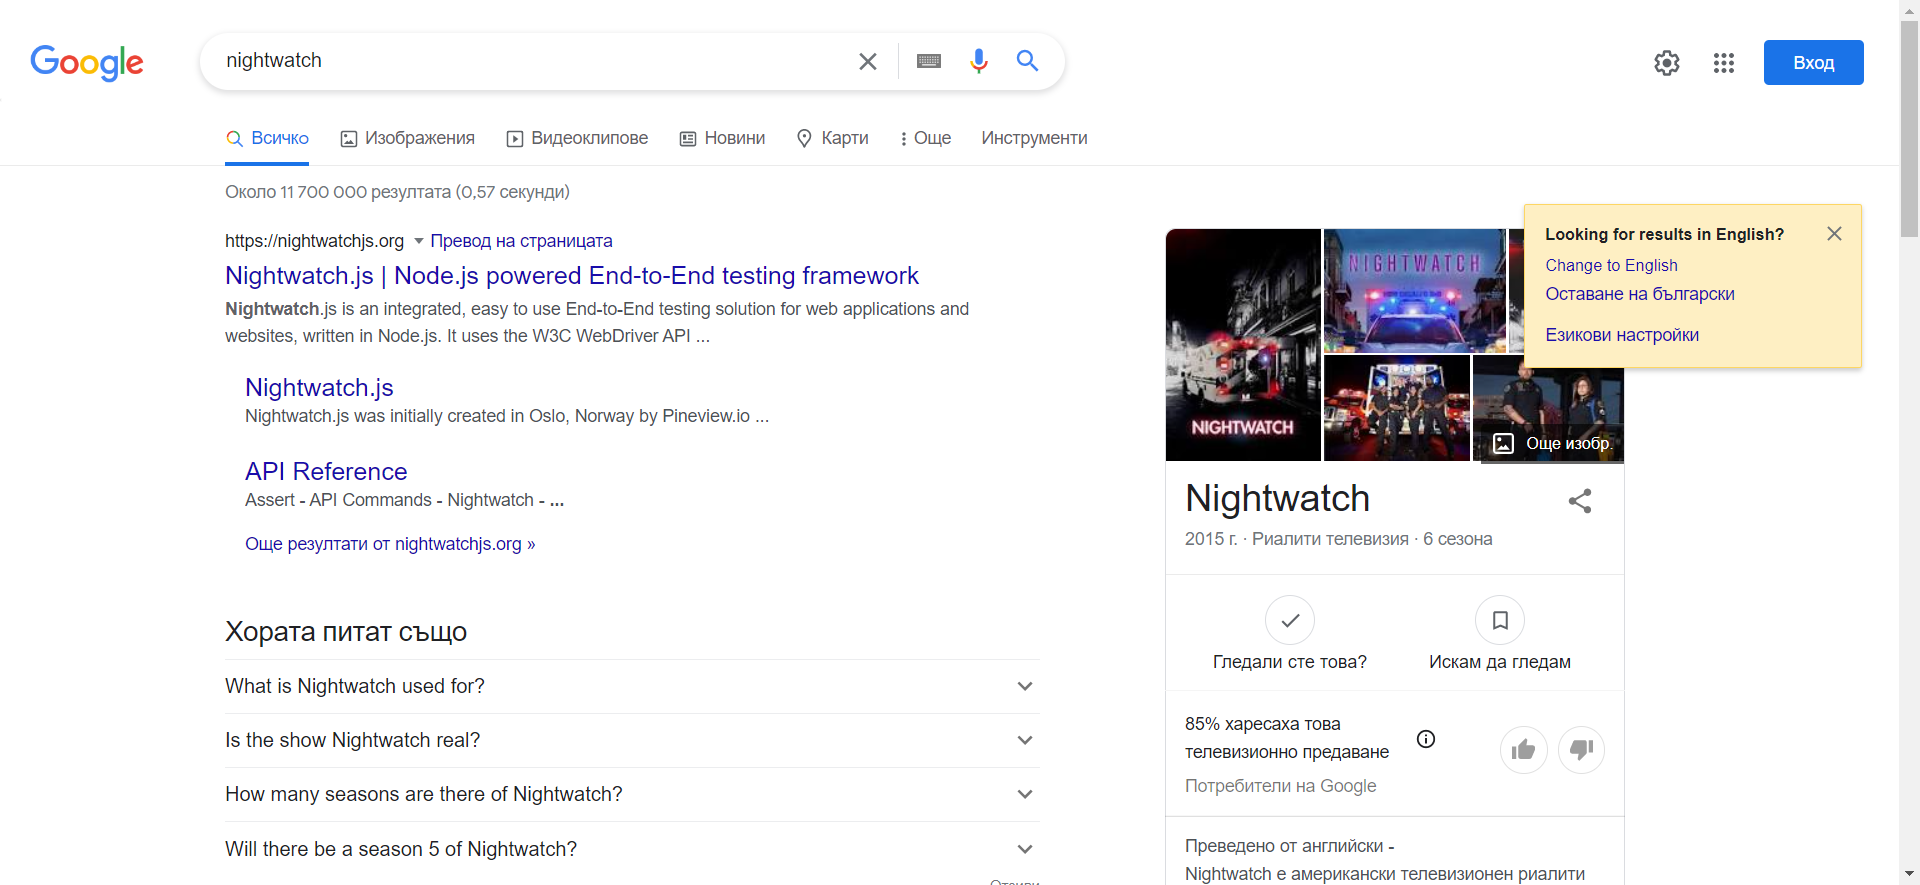 Google
nightwatch
Вход
Всичко
Изображения
Видеоклипове
Новини
Карти
Още
Инструменти
Около 11 700 000 резултата (0,57 секунди)
https://nightwatchjs.org Превод на страницата
Nightwatch.js | Node.js powered End-to-End testing framework
Nightwatch.js is an integrated, easy to use End-to-End testing solution for web applications and
websites, written in Node.js. It uses the W3C WebDriver API ...
Nightwatch.js
Nightwatch.js was initially created in Oslo, Norway by Pineview.io ...
API Reference
Assert - API Commands - Nightwatch - ...
Още резултати от nightwatchjs.org »
Хората питат също
What is Nightwatch used for?
Is the show Nightwatch real?
How many seasons are there of Nightwatch?
Will there be a season 5 of Nightwatch?
Looking for results in English?
Change to English
Оставане на български
Езикови настройки
NIGHTWATCH
NIGHTWATCH
Още изобр.
Nightwatch
2015 г. · Риалити телевизия · 6 сезона
Гледали сте това?
Искам да гледам
85% харесаха това
телевизионно предаване
Потребители на Google
Преведено от английски -
Nightwatch е американски телевизионен риалити